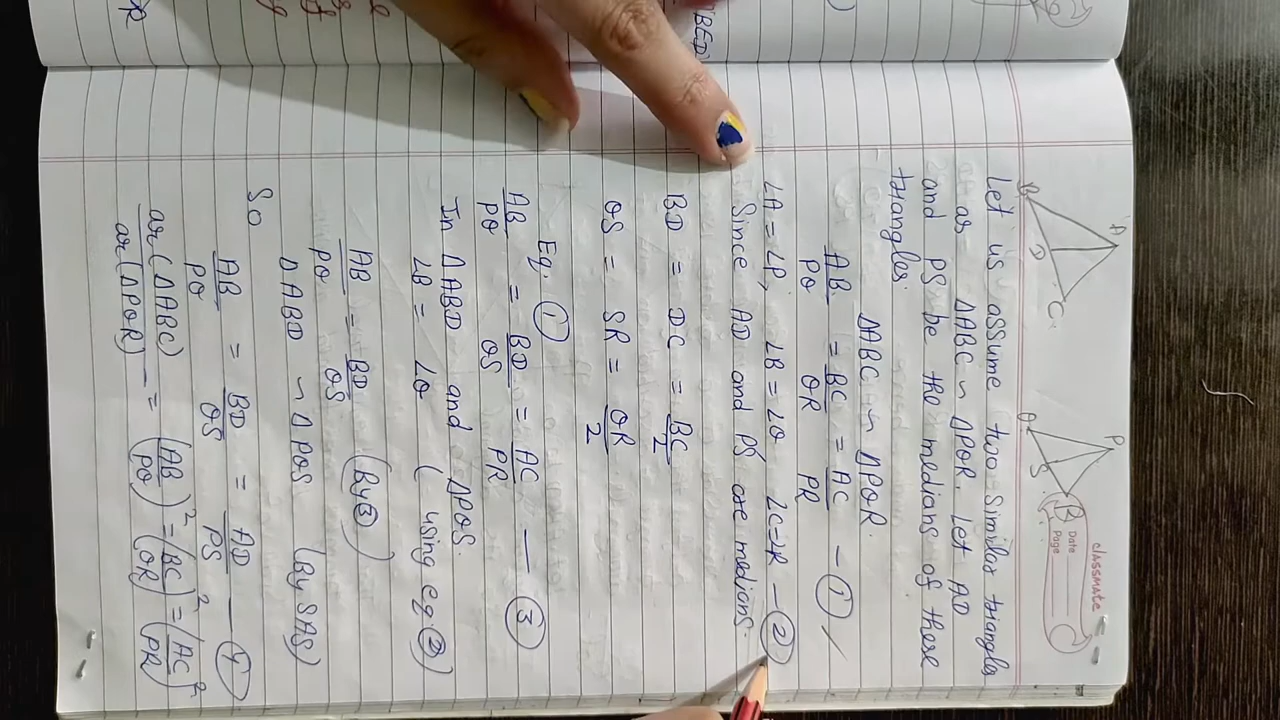 classmate
Date
Page
A
B
D
C
P
Q
S
R
Let us assume two similar triangles
as ΔABC ~ ΔPQR. Let AD
and PS be the medians of these
triangles.
ΔABC ~ ΔPQR
AB/PQ = BC/QR = AC/PR - ①
∠A = ∠P, ∠B = ∠Q, ∠C = ∠R - ②
Since AD and PS are medians.
BD = DC = BC/2
QS = SR = QR/2
Eq. ①
AB/PQ = BD/QS = AC/PR — ③
In ΔABD and ΔPQS.
∠B = ∠Q (using eq ②)
AB/PQ = BD/QS (By ③)
ΔABD ~ ΔPQS (By SAS)
So
AB/PQ = BD/QS = AD/PS — ④
ar(ΔABC)/ar(ΔPQR) = (AB/PQ)² = (BC/QR)² = (AC/PR)²